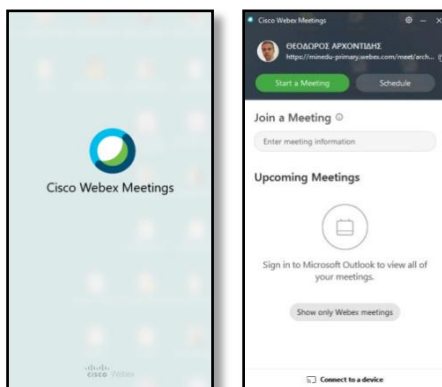 Cisco Webex Meetings
cisco Webex
Cisco Webex Meetings
ΘΕΟΔΩΡΟΣ ΑΡΧΟΝΤΙΔΗΣ
https://minedu-primary.webex.com/meet/arch...
Start a Meeting
Schedule
Join a Meeting
Enter meeting information
Upcoming Meetings
Sign in to Microsoft Outlook to view all of
your meetings.
Show only Webex meetings
Connect to a device